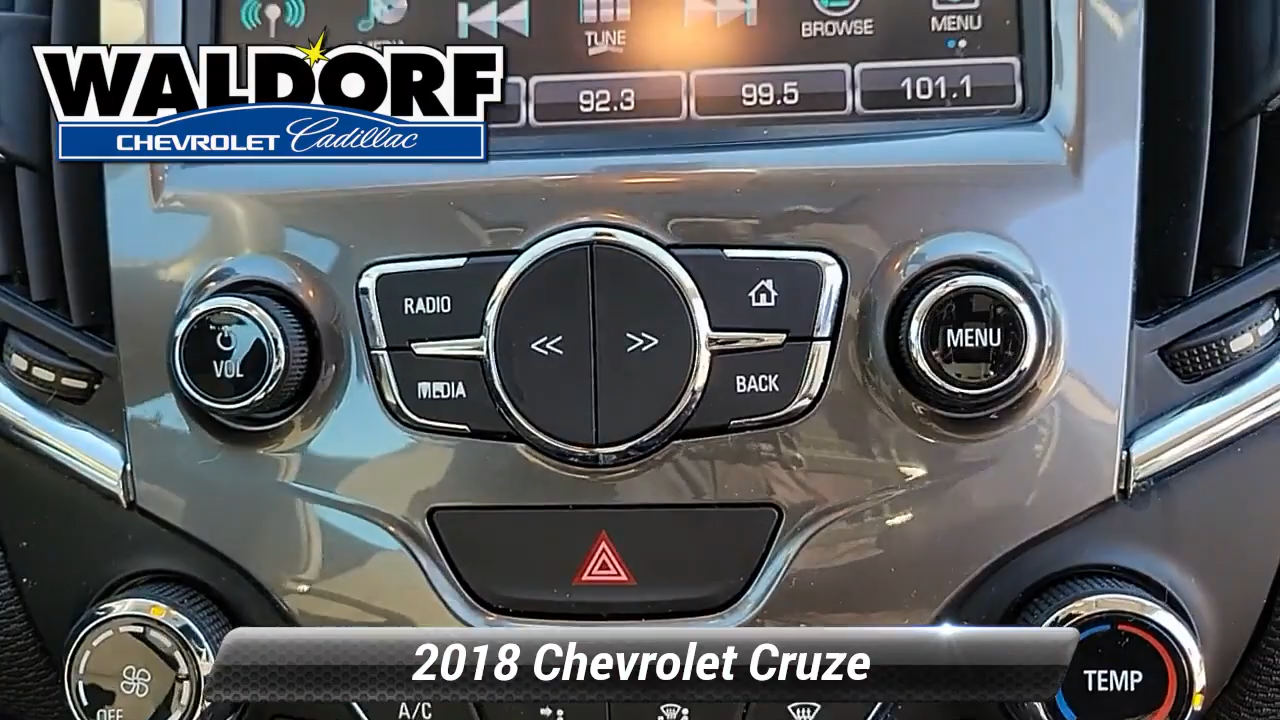 TUNE
BROWSE
MENU
WALDORF
CHEVROLET Cadillac
92.3
99.5
101.1
RADIO
MEDIA
VOL
BACK
MENU
2018 Chevrolet Cruze
TEMP
OFF
A/C